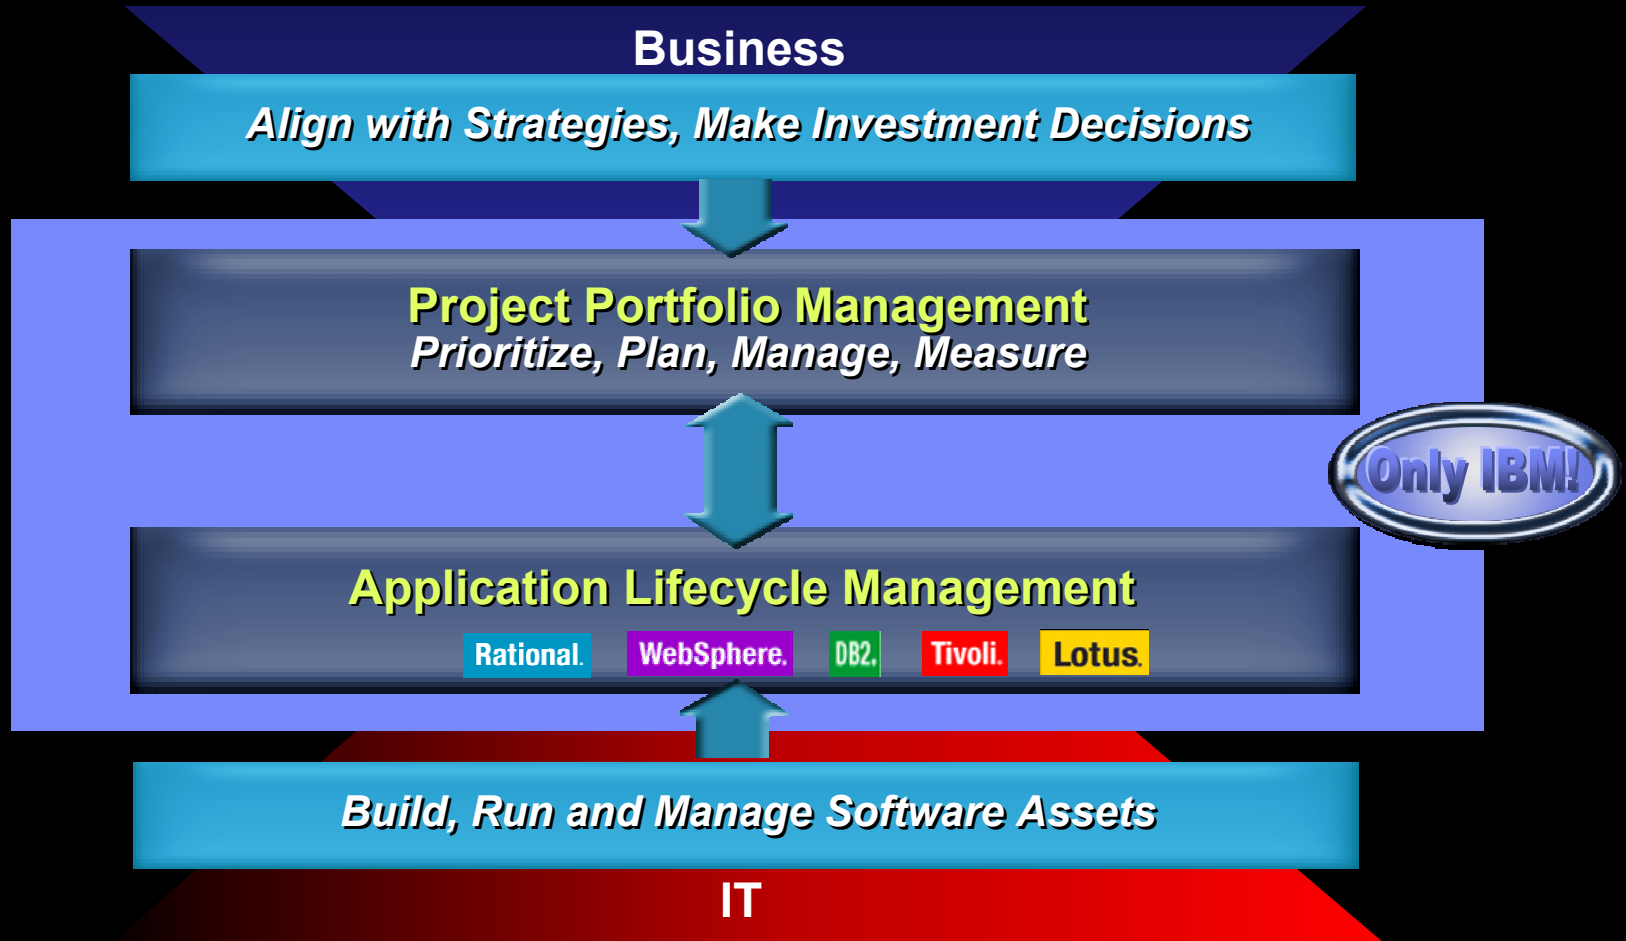 Business
Align with Strategies, Make Investment Decisions
Project Portfolio Management
Prioritize, Plan, Manage, Measure
Only IBM!
Application Lifecycle Management
Rational. WebSphere. DB2. Tivoli. Lotus.
Build, Run and Manage Software Assets
IT